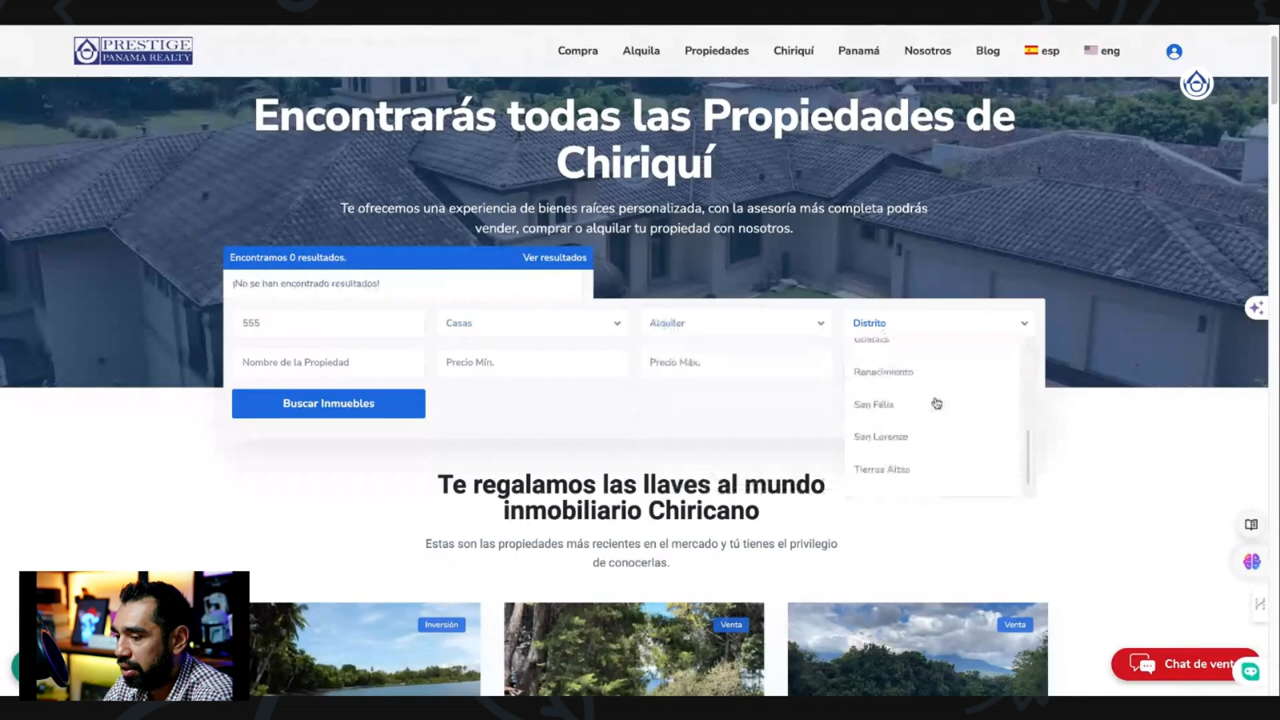 PRESTIGE
PANAMA REALTY
Compra
Alquila
Propiedades
Chiriquí
Panamá
Nosotros
Blog
esp
eng
Encontrarás todas las Propiedades de
Chiriquí
Te ofrecemos una experiencia de bienes raíces personalizada, con la asesoría más completa podrás
vender, comprar o alquilar tu propiedad con nosotros.
Encontramos 0 resultados.
Ver resultados
¡No se han encontrado resultados!
555
Casas
Alquiler
Distrito
Nombre de la Propiedad
Precio Mín.
Precio Máx.
Renacimiento
San Félix
San Lorenzo
Tierras Altas
Buscar Inmuebles
Te regalamos las llaves al mundo
inmobiliario Chiricano
Estas son las propiedades más recientes en el mercado y tú tienes el privilegio
de conocerlas.
Inversión
Venta
Venta
Chat de vent